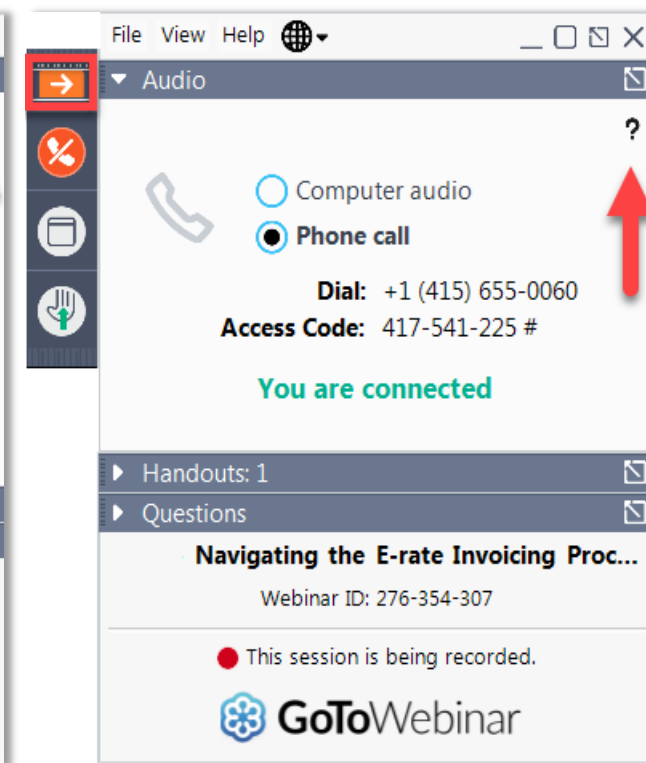 File View Help
Audio
?
Computer audio
Phone call
Dial: +1 (415) 655-0060
Access Code: 417-541-225 #
You are connected
Handouts: 1
Questions
Navigating the E-rate Invoicing Proc...
Webinar ID: 276-354-307
This session is being recorded.
GoToWebinar